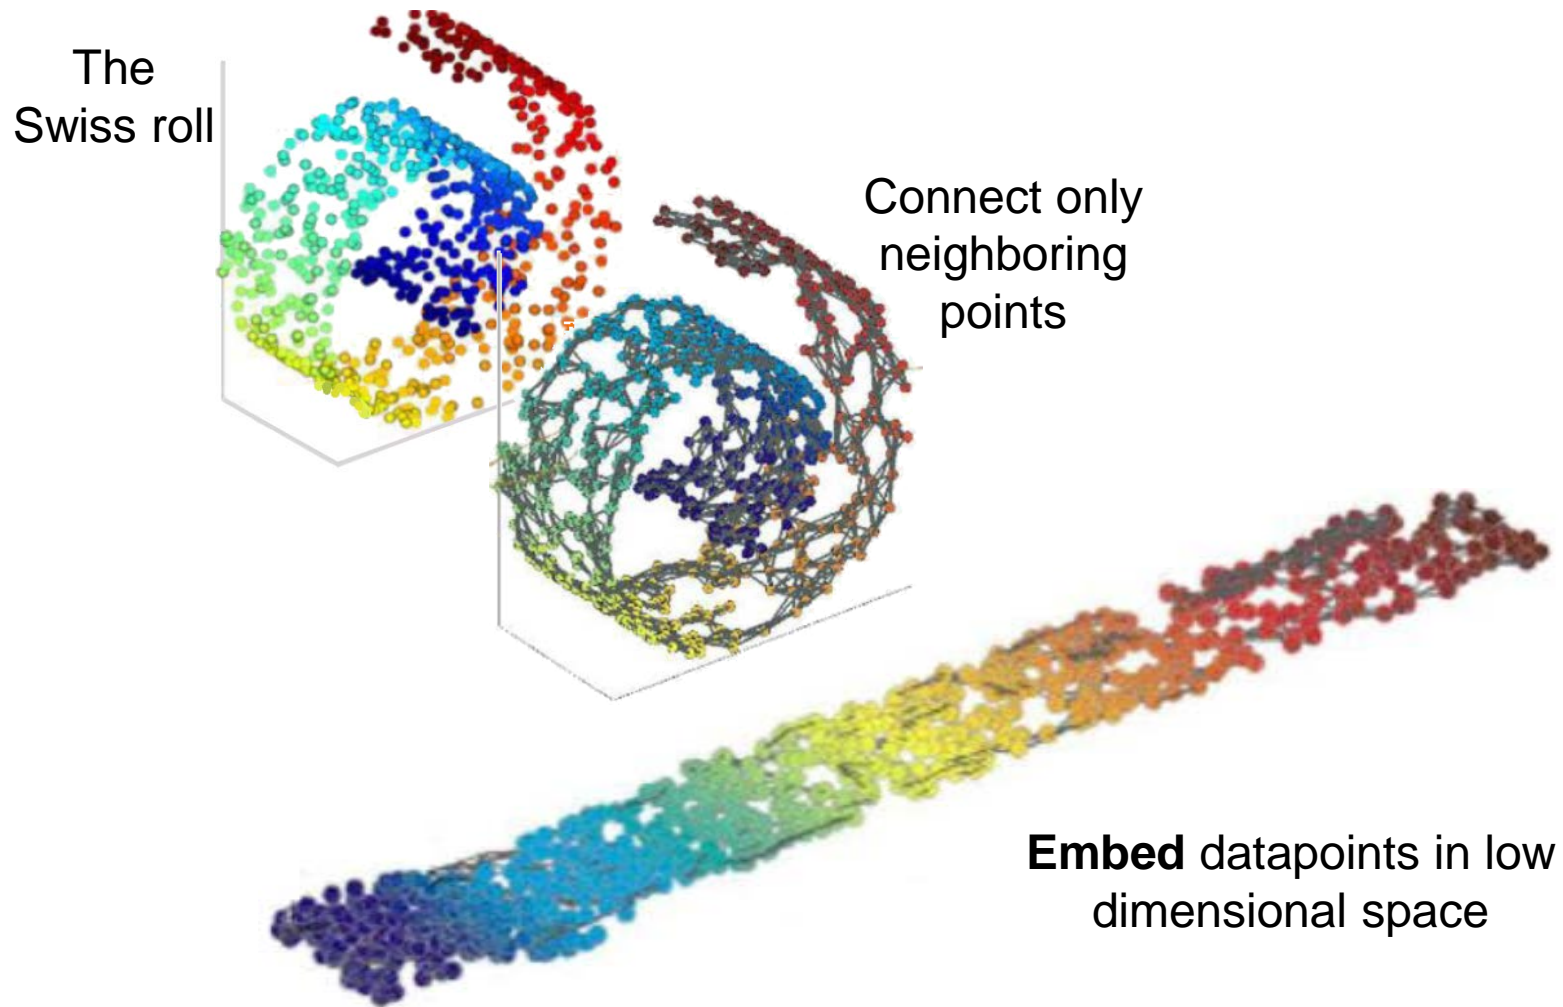 The
Swiss roll
Connect only
neighboring
points
Embed datapoints in low
dimensional space